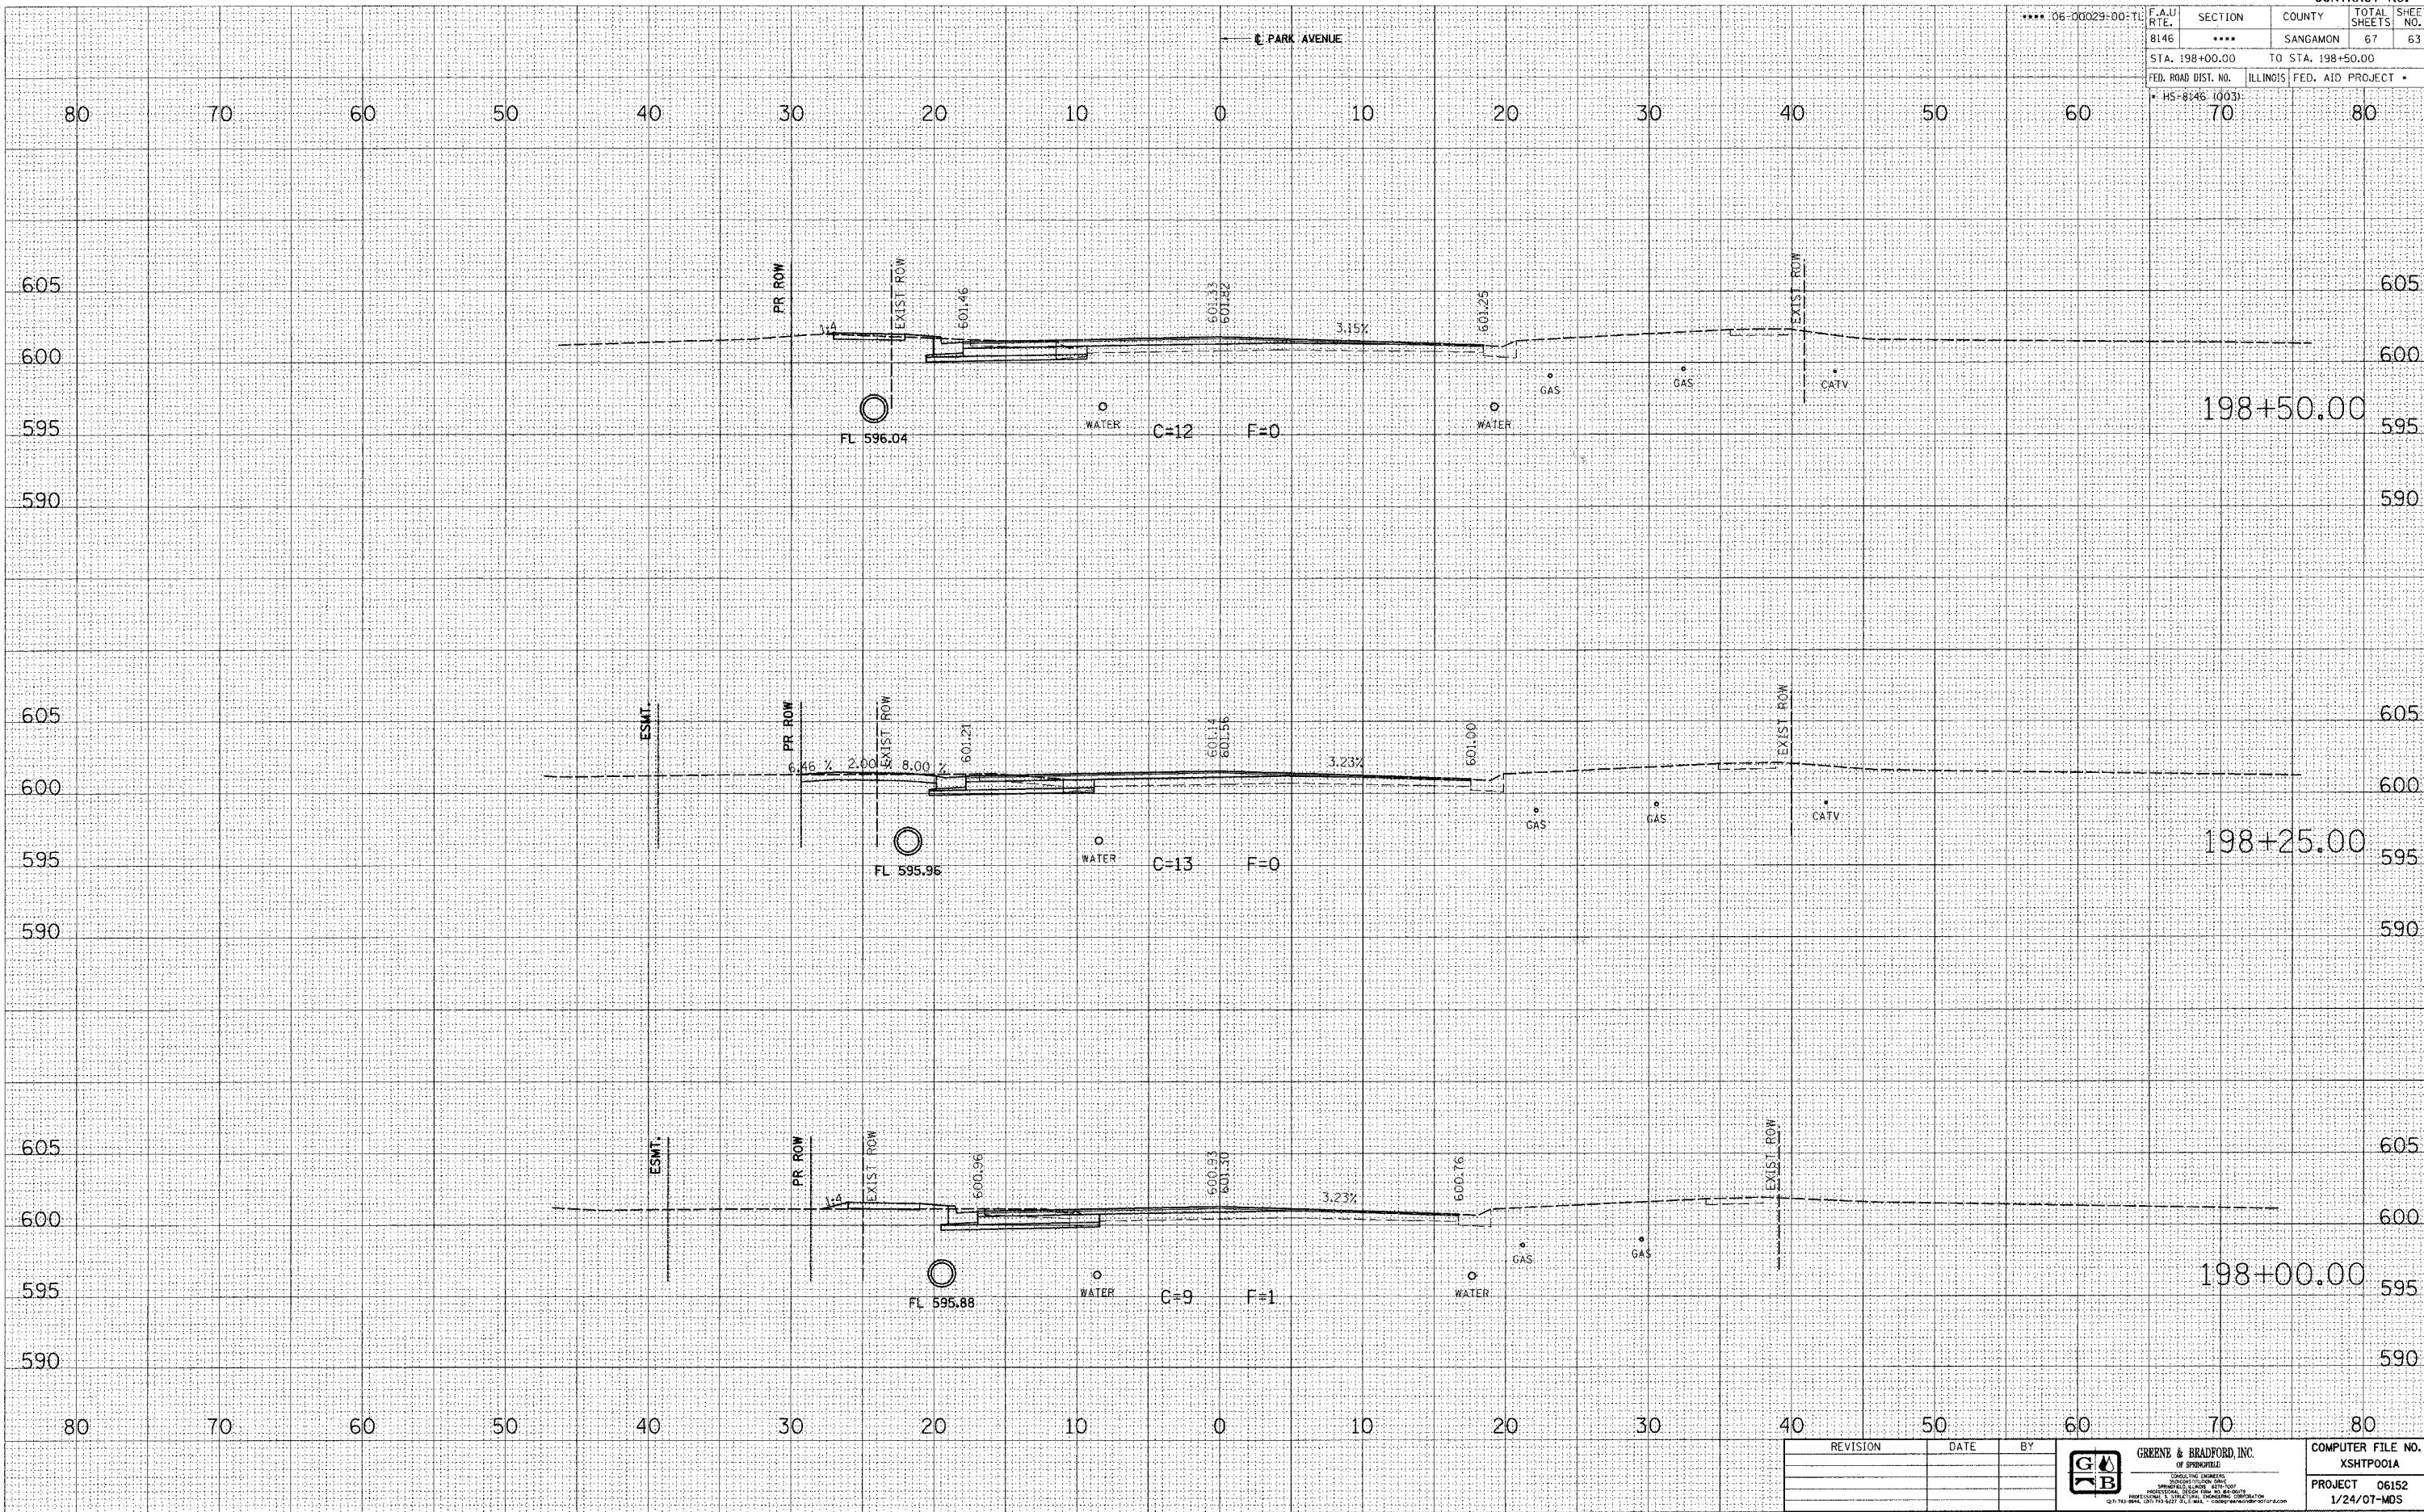 **** 06-00029-00-TL
F.A.U RTE. SECTION COUNTY TOTAL SHEETS SHEE NO.
8146 **** SANGAMON 67 63
STA. 198+00.00 TO STA. 198+50.00
FED. ROAD DIST. NO. ILLINOIS FED. AID PROJECT *
* HS-8146 (003)
℄ PARK AVENUE
80 70 60 50 40 30 20 10 0 10 20 30 40 50 60 70 80
PR ROW EXIST ROW 601.46 601.33 601.82 601.25 EXIST ROW
605 605
1:4 3.15%
600 600
GAS GAS CATV
198+50.00
WATER WATER
FL 596.04 C=12 F=0
595 595
590 590
ESMT. PR ROW EXIST ROW 601.21 601.14 601.56 601.00 EXIST ROW
605 605
6.46 % 2.00 % 8.00 % 3.23%
600 600
GAS GAS CATV
198+25.00
WATER
FL 595.96 C=13 F=0
595 595
590 590
ESMT. PR ROW EXIST ROW 600.96 600.93 601.30 600.76 EXIST ROW
605 605
1:4 3.23%
600 600
GAS GAS
198+00.00
WATER WATER
FL 595.88 C=9 F=1
595 595
590 590
80 70 60 50 40 30 20 10 0 10 20 30 40 50 60 70 80
REVISION DATE BY
G B
GREENE & BRADFORD, INC.
OF SPRINGFIELD
CONSULTING ENGINEERS
COMPUTER FILE NO.
XSHTP001A
PROJECT 06152
1/24/07-MDS